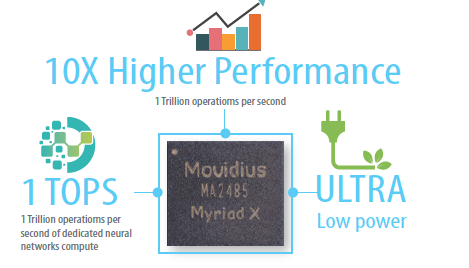 10X Higher Performance
1 Trillion operatioms per second
Movidius
MA2485
Myriad X
1 TOPS
1 Trillion operatioms per
second of dedicated neural
networks compute
ULTRA
Low power